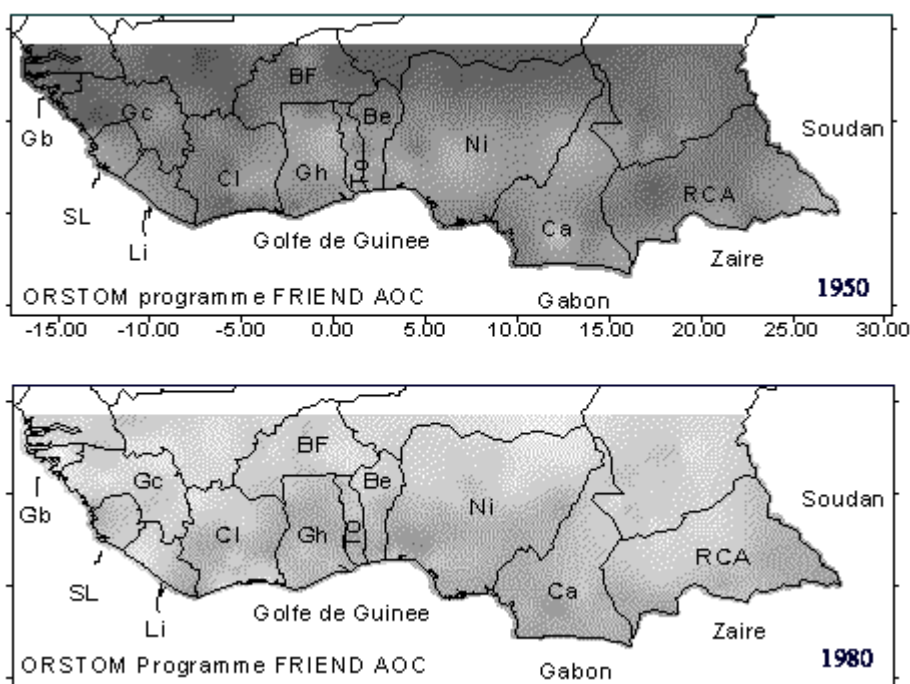 BF
Gc
Be
Gb
Soudan
Ni
CI
Gh
To
RCA
SL
Ca
Li
Golfe de Guinee
Zaire
ORSTOM programme FRIEND AOC
Gabon
1950
-15.00 -10.00 -5.00 0.00 5.00 10.00 15.00 20.00 25.00 30.00
BF
Gc
Be
Gb
Ni
Soudan
CI
Gh
To
RCA
SL
Ca
Li
Golfe de Guinee
Zaire
ORSTOM Programme FRIEND AOC
Gabon
1980